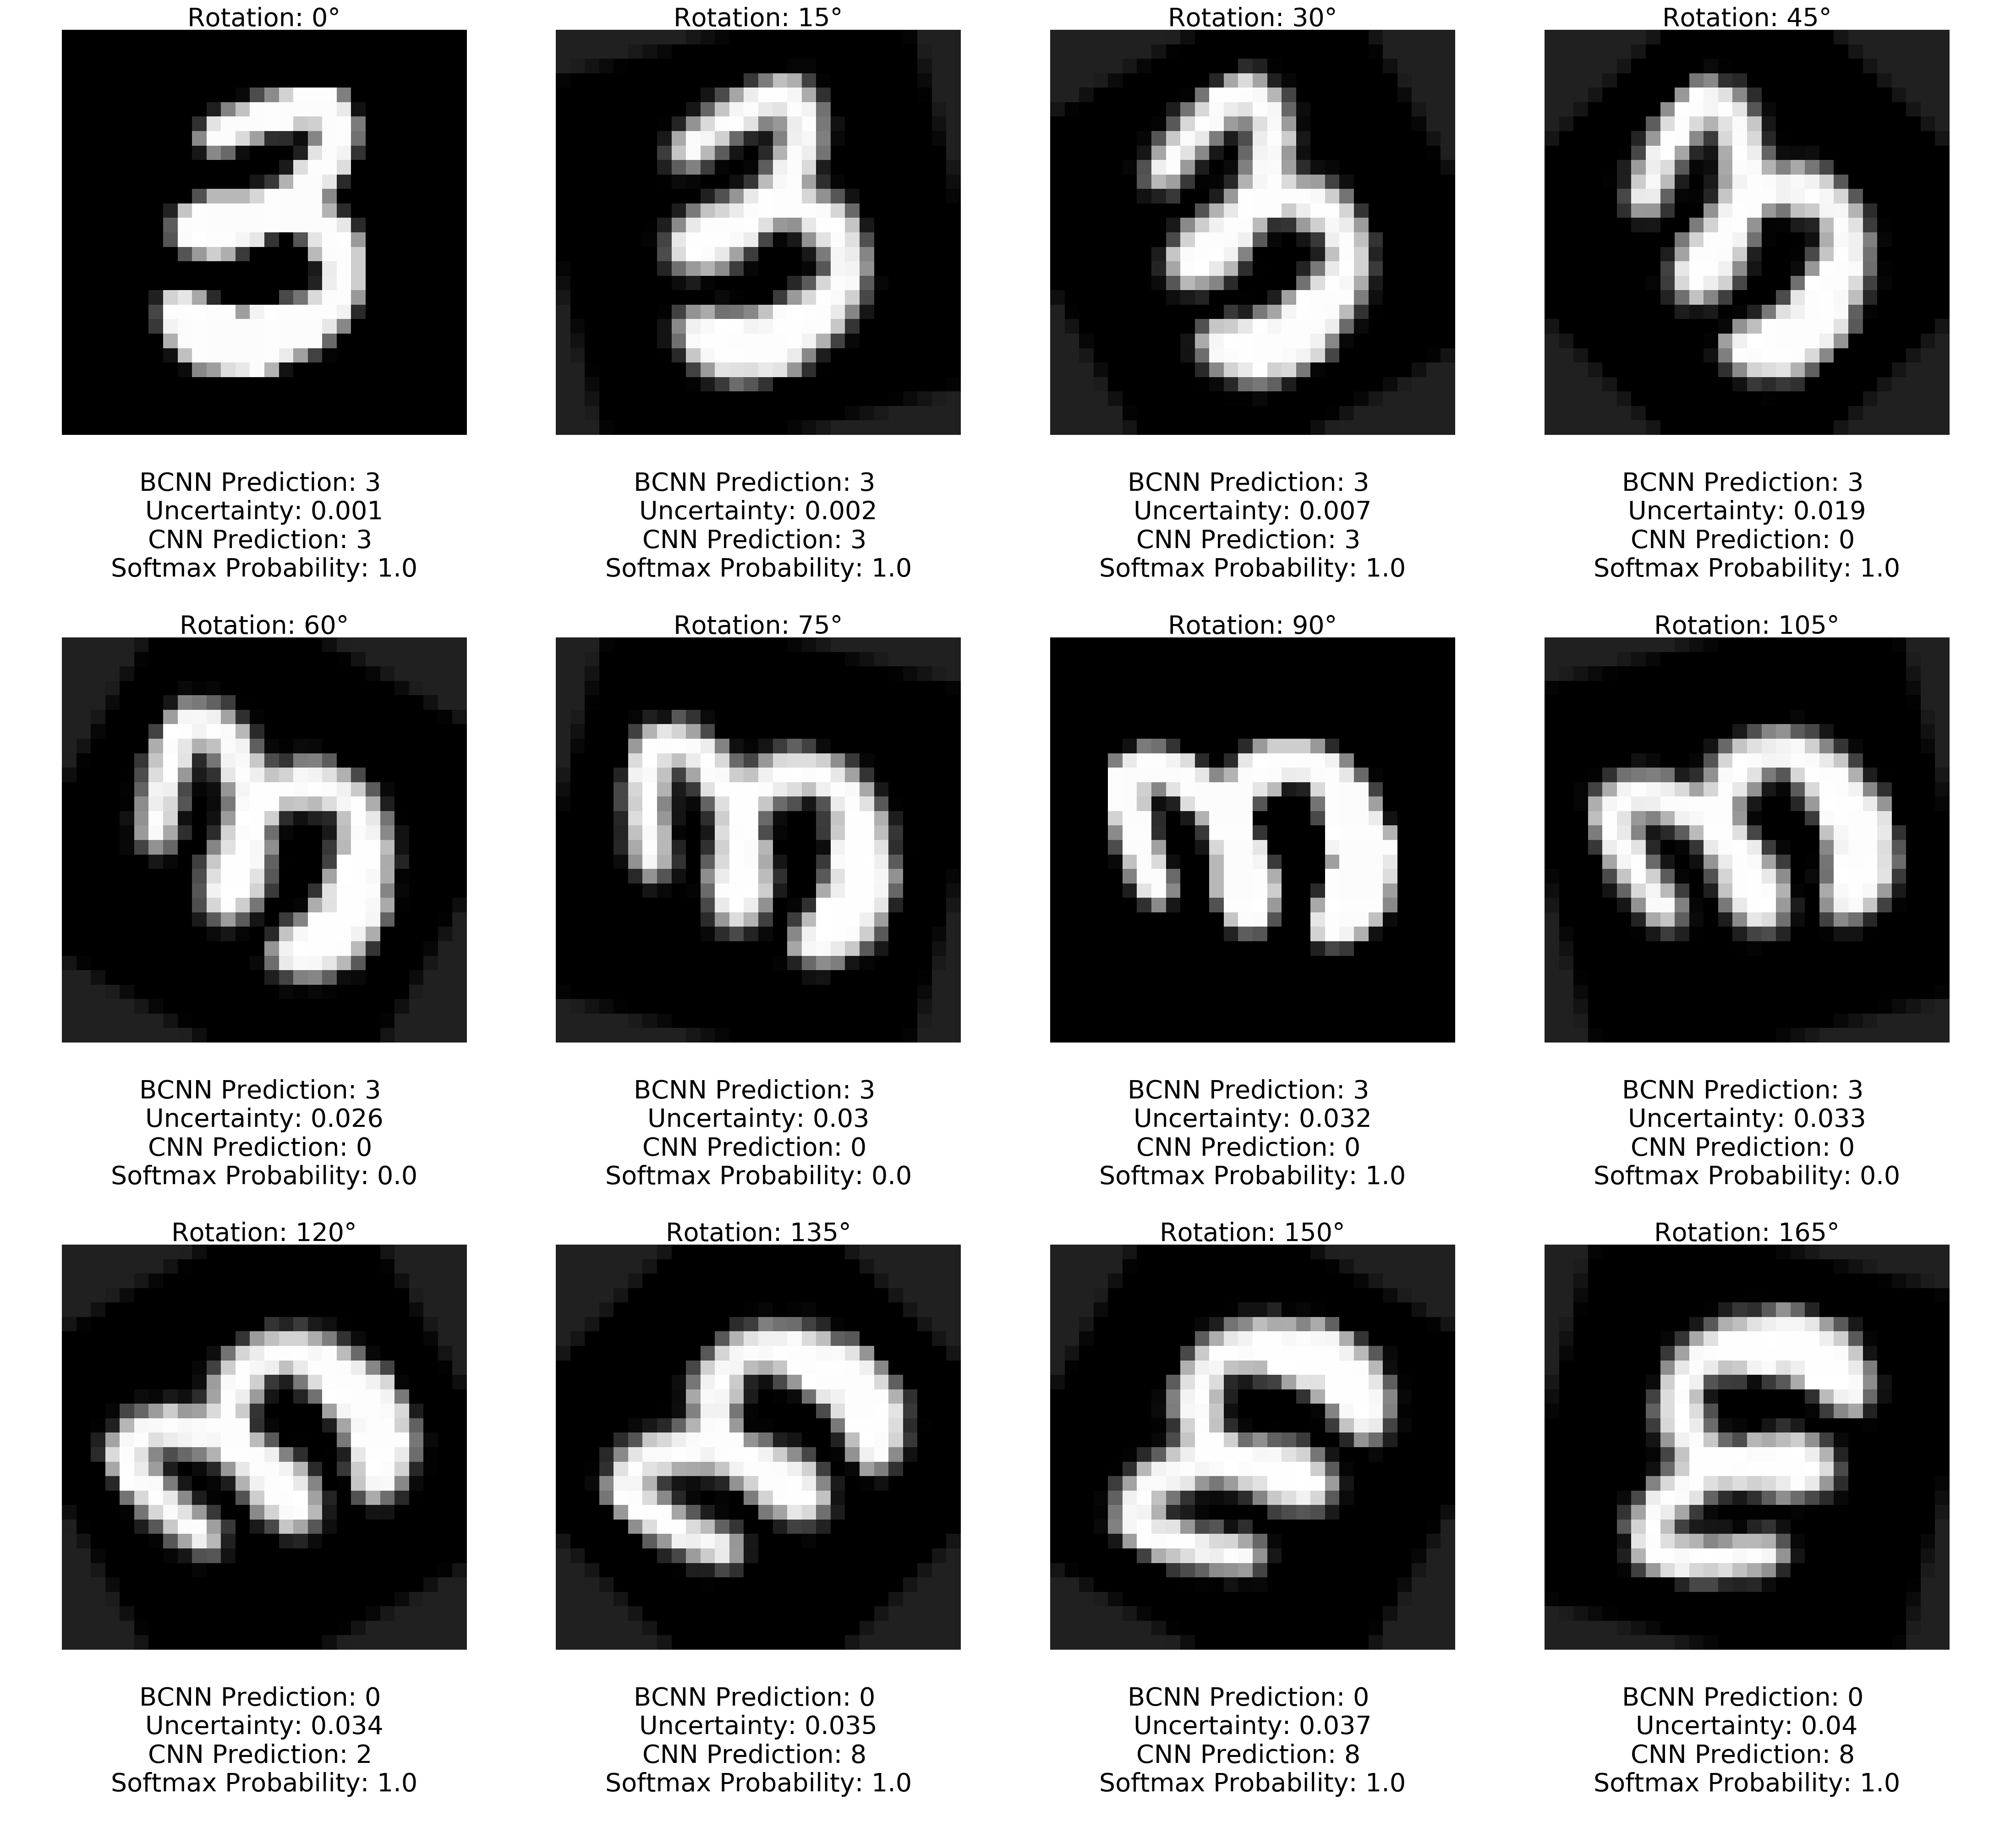 Rotation: 0°
BCNN Prediction: 3
Uncertainty: 0.001
CNN Prediction: 3
Softmax Probability: 1.0
Rotation: 15°
BCNN Prediction: 3
Uncertainty: 0.002
CNN Prediction: 3
Softmax Probability: 1.0
Rotation: 30°
BCNN Prediction: 3
Uncertainty: 0.007
CNN Prediction: 3
Softmax Probability: 1.0
Rotation: 45°
BCNN Prediction: 3
Uncertainty: 0.019
CNN Prediction: 0
Softmax Probability: 1.0
Rotation: 60°
BCNN Prediction: 3
Uncertainty: 0.026
CNN Prediction: 0
Softmax Probability: 0.0
Rotation: 75°
BCNN Prediction: 3
Uncertainty: 0.03
CNN Prediction: 0
Softmax Probability: 0.0
Rotation: 90°
BCNN Prediction: 3
Uncertainty: 0.032
CNN Prediction: 0
Softmax Probability: 1.0
Rotation: 105°
BCNN Prediction: 3
Uncertainty: 0.033
CNN Prediction: 0
Softmax Probability: 0.0
Rotation: 120°
BCNN Prediction: 0
Uncertainty: 0.034
CNN Prediction: 2
Softmax Probability: 1.0
Rotation: 135°
BCNN Prediction: 0
Uncertainty: 0.035
CNN Prediction: 8
Softmax Probability: 1.0
Rotation: 150°
BCNN Prediction: 0
Uncertainty: 0.037
CNN Prediction: 8
Softmax Probability: 1.0
Rotation: 165°
BCNN Prediction: 0
Uncertainty: 0.04
CNN Prediction: 8
Softmax Probability: 1.0